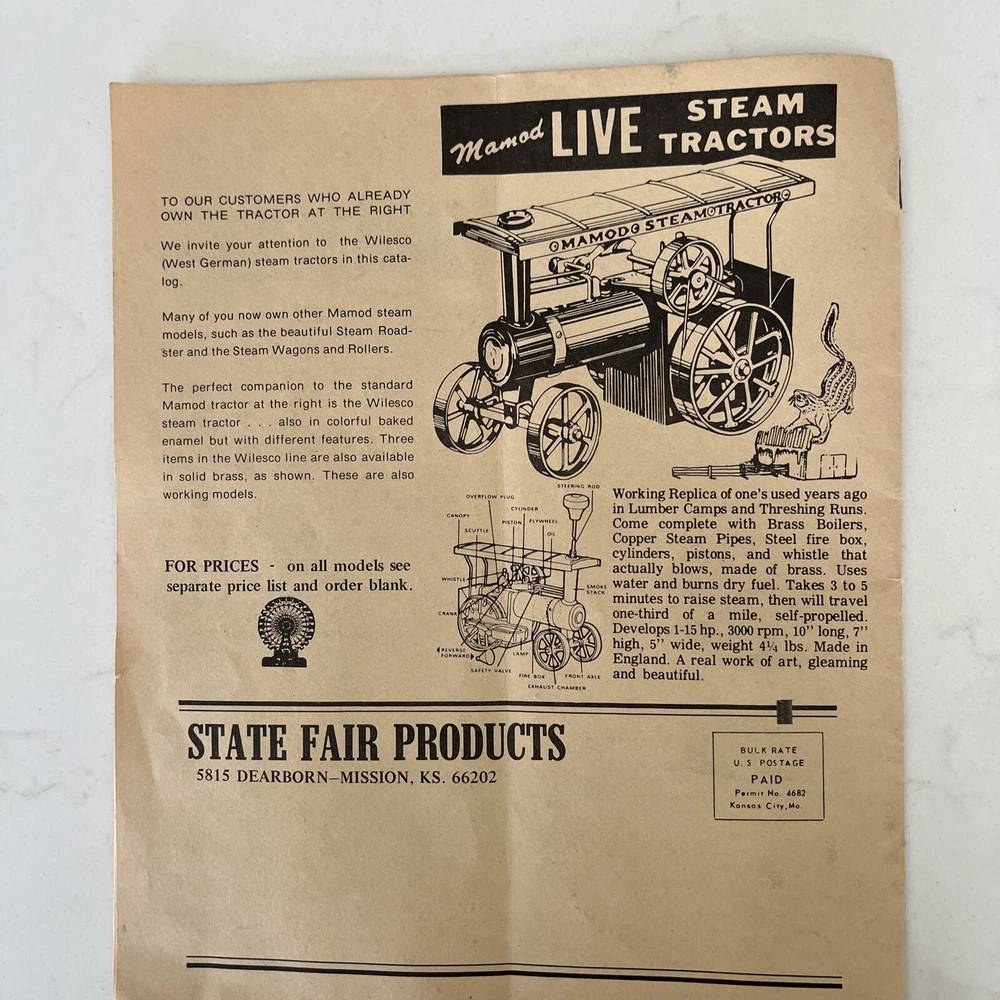 Mamod LIVE STEAM TRACTORS
TO OUR CUSTOMERS WHO ALREADY
OWN THE TRACTOR AT THE RIGHT
We invite your attention to the Wilesco
(West German) steam tractors in this cata-
log.
Many of you now own other Mamod steam
models, such as the beautiful Steam Road-
ster and the Steam Wagons and Rollers.
The perfect companion to the standard
Mamod tractor at the right is the Wilesco
steam tractor . . . also in colorful baked
enamel but with different features. Three
items in the Wilesco line are also available
in solid brass, as shown. These are also
working models.
FOR PRICES - on all models see
separate price list and order blank.
MAMOD STEAM TRACTOR
STEERING ROD
OVERFLOW PLUG
CYLINDER
CANOPY
PISTON
FLYWHEEL
SCUTTLE
OIL
WHISTLE
SMOKE
STACK
CRANK
REVERSE
FORWARD
LAMP
SAFETY VALVE
FIRE BOX
FRONT AXLE
EXHAUST CHAMBER
Working Replica of one's used years ago
in Lumber Camps and Threshing Runs.
Come complete with Brass Boilers,
Copper Steam Pipes, Steel fire box,
cylinders, pistons, and whistle that
actually blows, made of brass. Uses
water and burns dry fuel. Takes 3 to 5
minutes to raise steam, then will travel
one-third of a mile, self-propelled.
Develops 1-15 hp., 3000 rpm, 10'' long, 7''
high, 5'' wide, weight 4¼ lbs. Made in
England. A real work of art, gleaming
and beautiful.
STATE FAIR PRODUCTS
5815 DEARBORN—MISSION, KS. 66202
BULK RATE
U.S POSTAGE
PAID
Permit No. 4682
Kansas City, Mo.